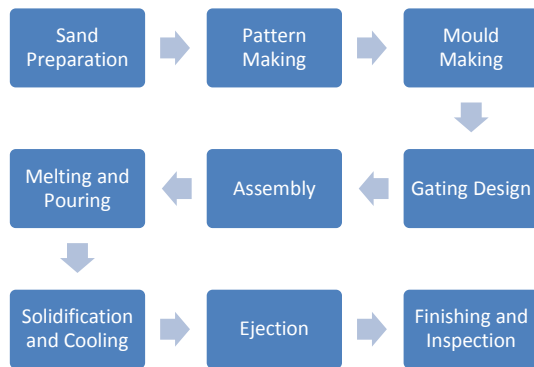 Sand
Preparation
Pattern
Making
Mould
Making
Gating Design
Assembly
Melting and
Pouring
Solidification
and Cooling
Ejection
Finishing and
Inspection